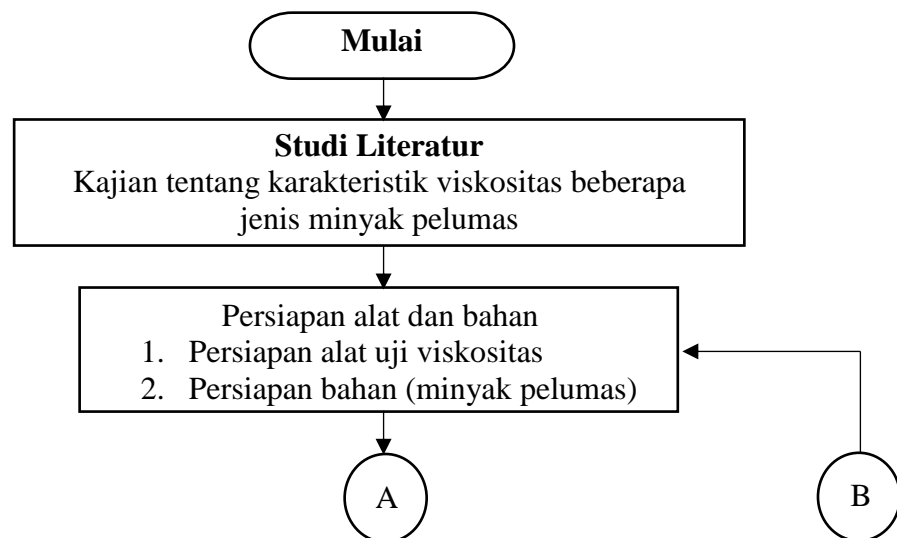 Mulai
Studi Literatur
Kajian tentang karakteristik viskositas beberapa
jenis minyak pelumas
Persiapan alat dan bahan
1. Persiapan alat uji viskositas
2. Persiapan bahan (minyak pelumas)
A
B